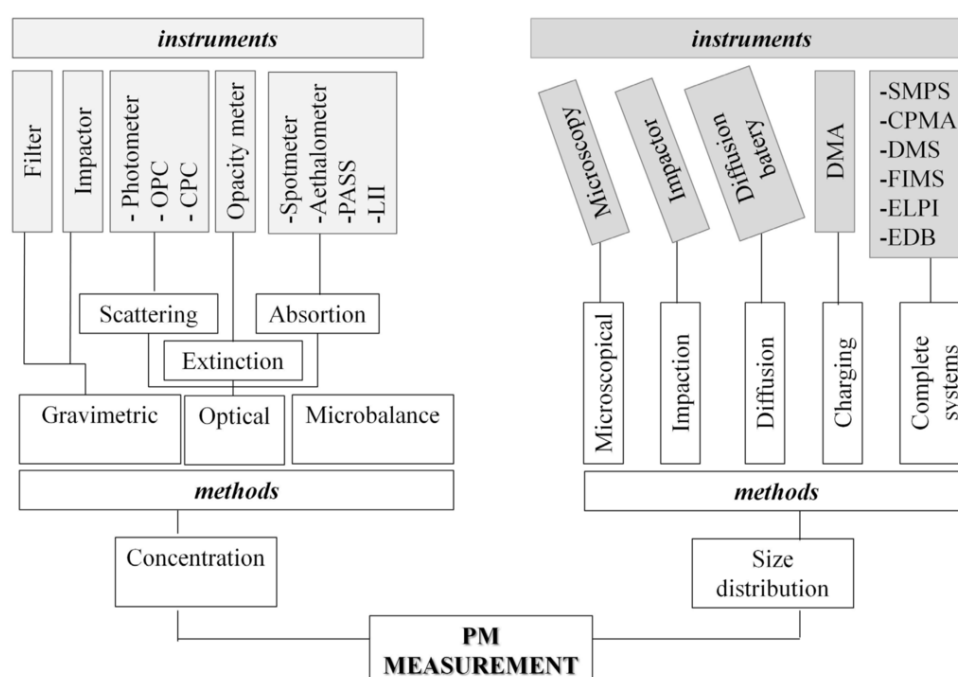 instruments
Filter
Impactor
- Photometer
- OPC
- CPC
Opacity meter
-Spotmeter
-Aethalometer
-PASS
-LII
Scattering
Absortion
Extinction
Gravimetric
Optical
Microbalance
methods
Concentration
instruments
Microscopy
Impactor
Diffusion
batery
DMA
-SMPS
-CPMA
-DMS
-FIMS
-ELPI
-EDB
Microscopical
Impaction
Diffusion
Charging
Complete
systems
methods
Size
distribution
PM
MEASUREMENT